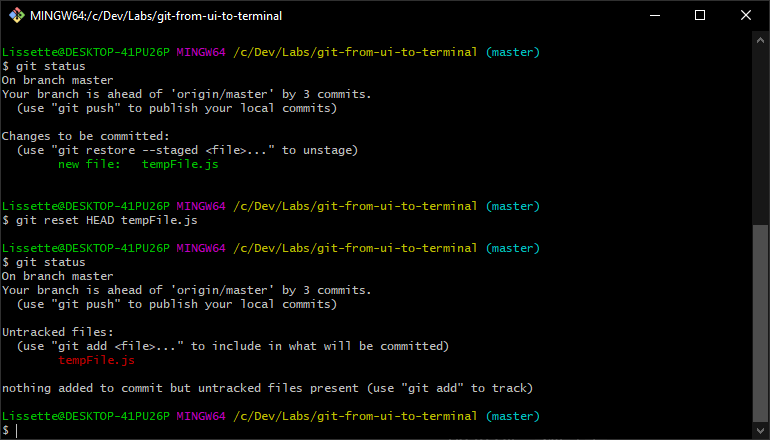 MINGW64:/c/Dev/Labs/git-from-ui-to-terminal
Lissette@DESKTOP-41PU26P MINGW64 /c/Dev/Labs/git-from-ui-to-terminal (master)
$ git status
On branch master
Your branch is ahead of 'origin/master' by 3 commits.
  (use "git push" to publish your local commits)
Changes to be committed:
  (use "git restore --staged <file>..." to unstage)
        new file:   tempFile.js
Lissette@DESKTOP-41PU26P MINGW64 /c/Dev/Labs/git-from-ui-to-terminal (master)
$ git reset HEAD tempFile.js
Lissette@DESKTOP-41PU26P MINGW64 /c/Dev/Labs/git-from-ui-to-terminal (master)
$ git status
On branch master
Your branch is ahead of 'origin/master' by 3 commits.
  (use "git push" to publish your local commits)
Untracked files:
  (use "git add <file>..." to include in what will be committed)
        tempFile.js
nothing added to commit but untracked files present (use "git add" to track)
Lissette@DESKTOP-41PU26P MINGW64 /c/Dev/Labs/git-from-ui-to-terminal (master)
$